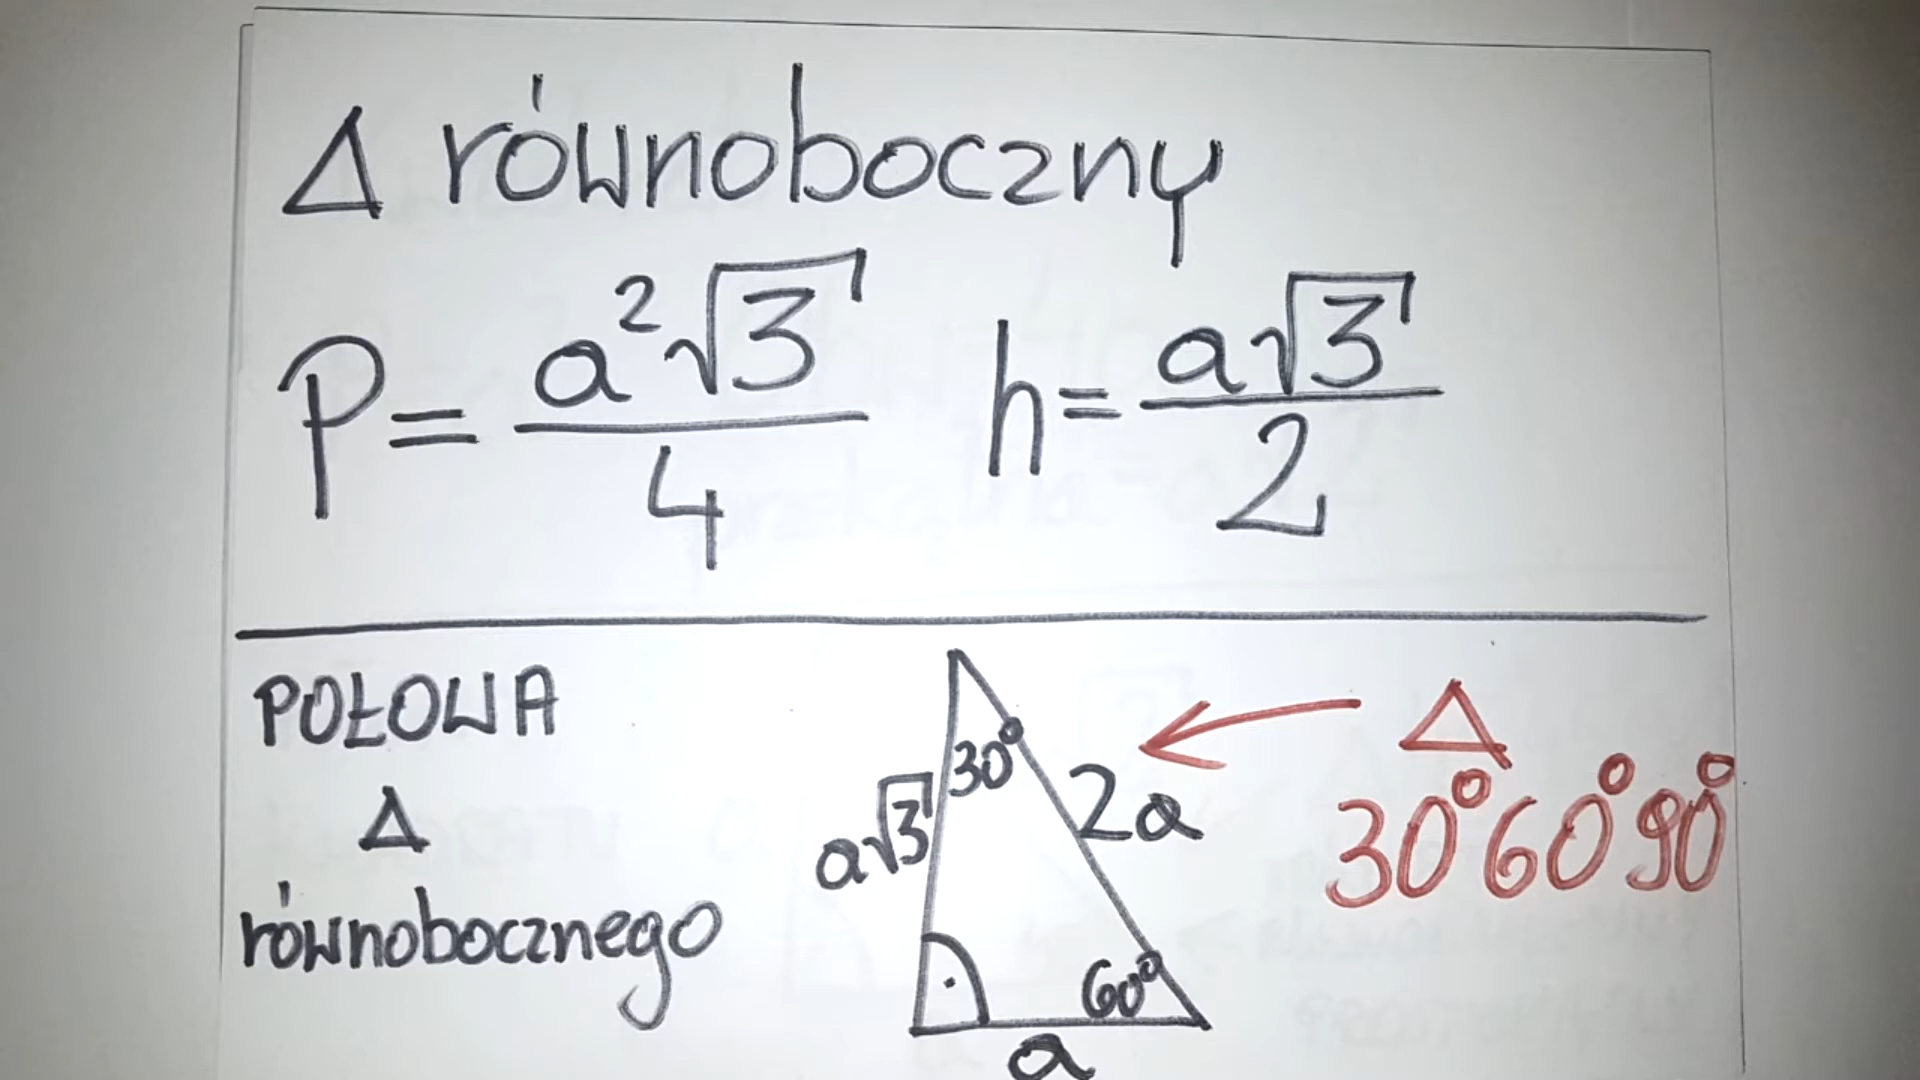 Δ równoboczny
P = a²√3 / 4 h = a√3 / 2
POŁOWA
Δ
równobocznego
30°
a√3
2a
60°
a
Δ
30° 60° 90°